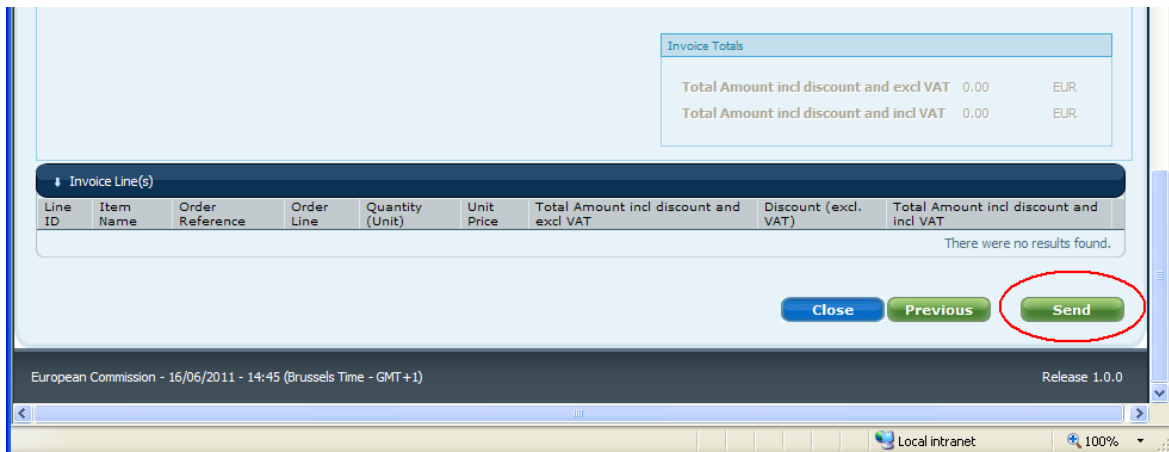 Invoice Totals
Total Amount incl discount and excl VAT 0.00 EUR
Total Amount incl discount and incl VAT 0.00 EUR
Invoice Line(s)
Line ID Item Name Order Reference Order Line Quantity (Unit) Unit Price Total Amount incl discount and excl VAT Discount (excl. VAT) Total Amount incl discount and incl VAT
There were no results found.
Close Previous Send
European Commission - 16/06/2011 - 14:45 (Brussels Time - GMT+1) Release 1.0.0
Local intranet 100%